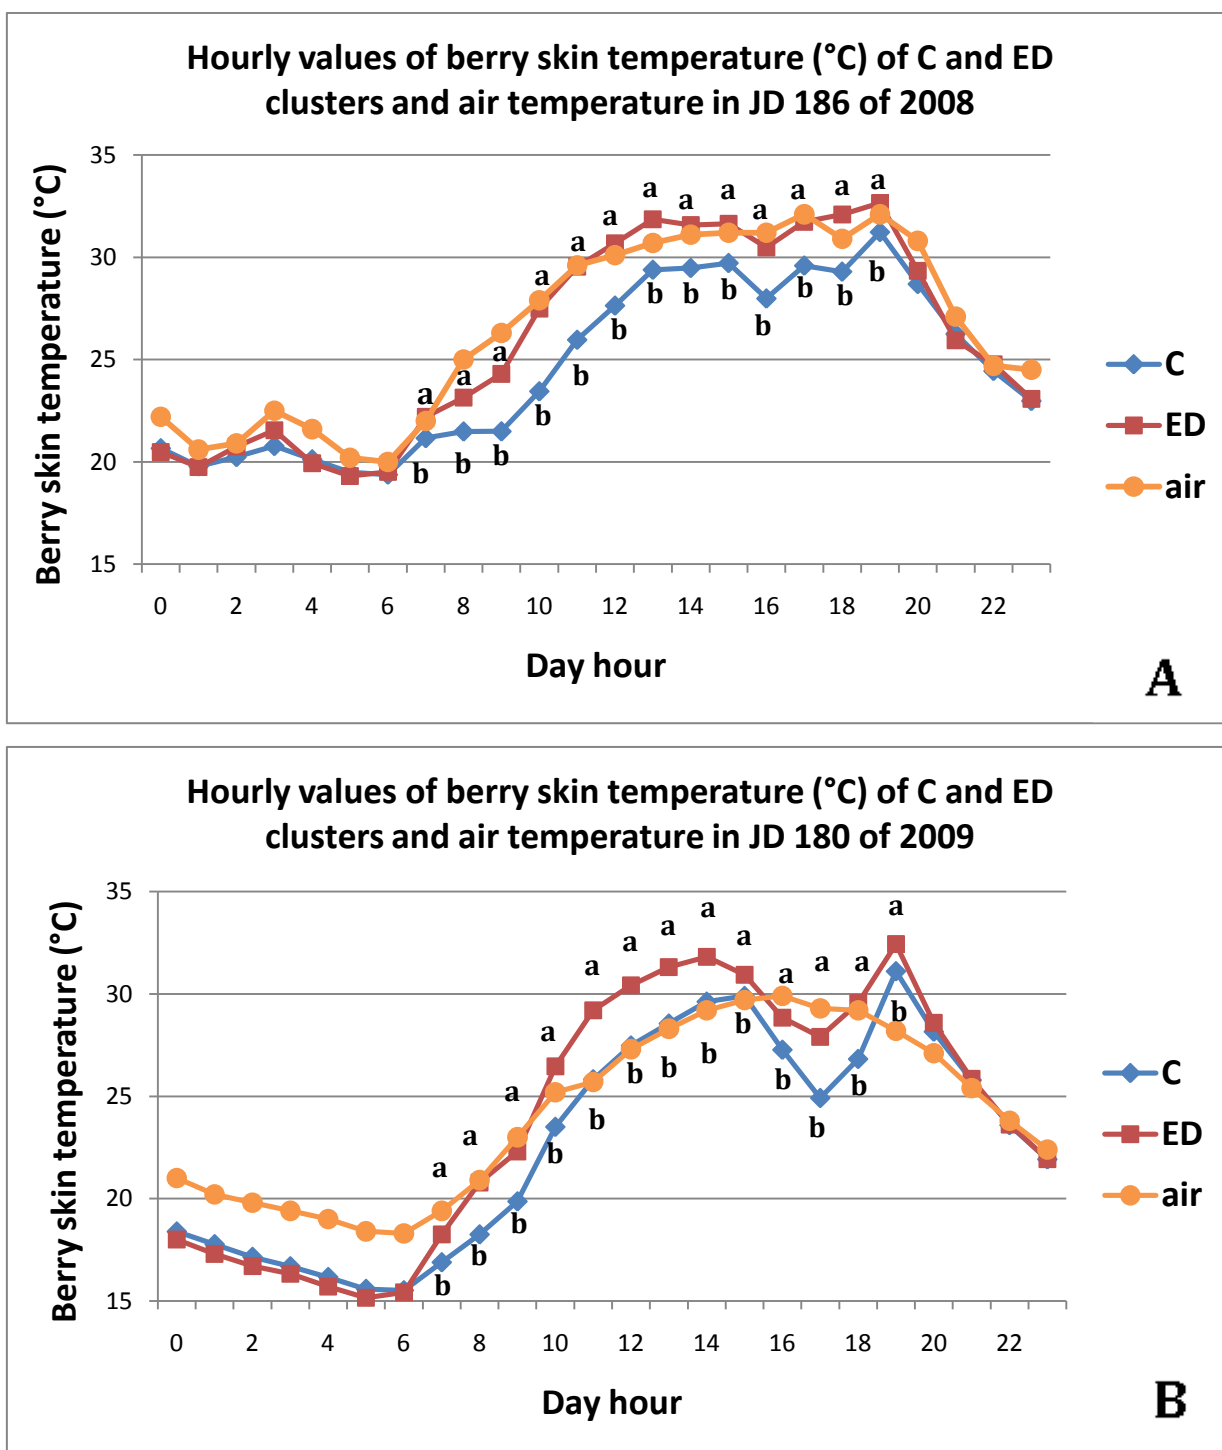 Hourly values of berry skin temperature (°C) of C and ED
clusters and air temperature in JD 186 of 2008
Berry skin temperature (°C)
35
30
25
20
15
a a a a a a a a a a a a a
b b b b b b b b b b b b b
0 2 4 6 8 10 12 14 16 18 20 22
Day hour
C
ED
air
A
Hourly values of berry skin temperature (°C) of C and ED
clusters and air temperature in JD 180 of 2009
Berry skin temperature (°C)
35
30
25
20
15
a a a a a a a a a a a a a
b b b b b b b b b b b b b
0 2 4 6 8 10 12 14 16 18 20 22
Day hour
C
ED
air
B